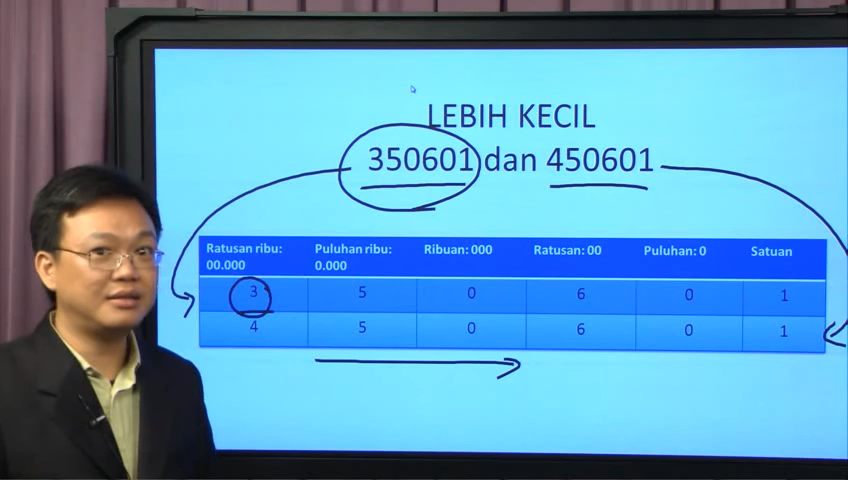 LEBIH KECIL
350601 dan 450601
Ratusan ribu: 00.000 Puluhan ribu: 0.000 Ribuan: 000 Ratusan: 00 Puluhan: 0 Satuan
3 5 0 6 0 1
4 5 0 6 0 1